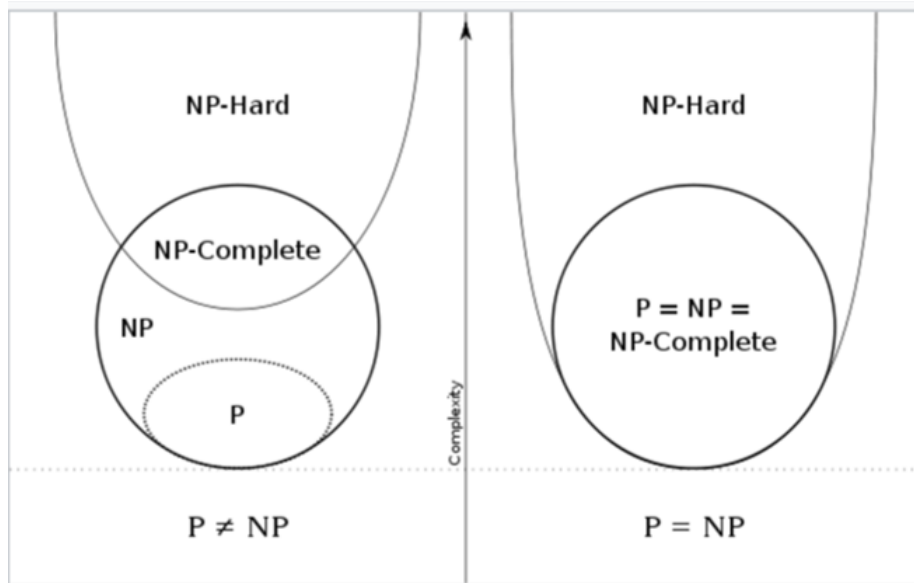 NP-Hard
NP-Complete
NP
P
P ≠ NP
Complexity
NP-Hard
P = NP =
NP-Complete
P = NP